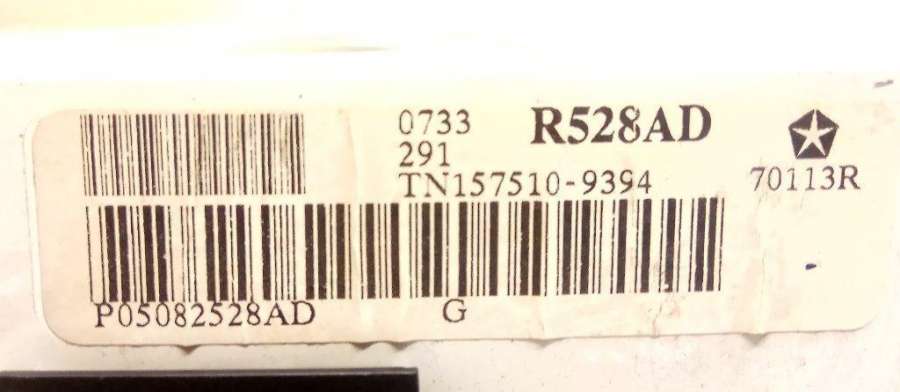 0733 R528AD
291
TN157510-9394
70113R
P05082528AD G